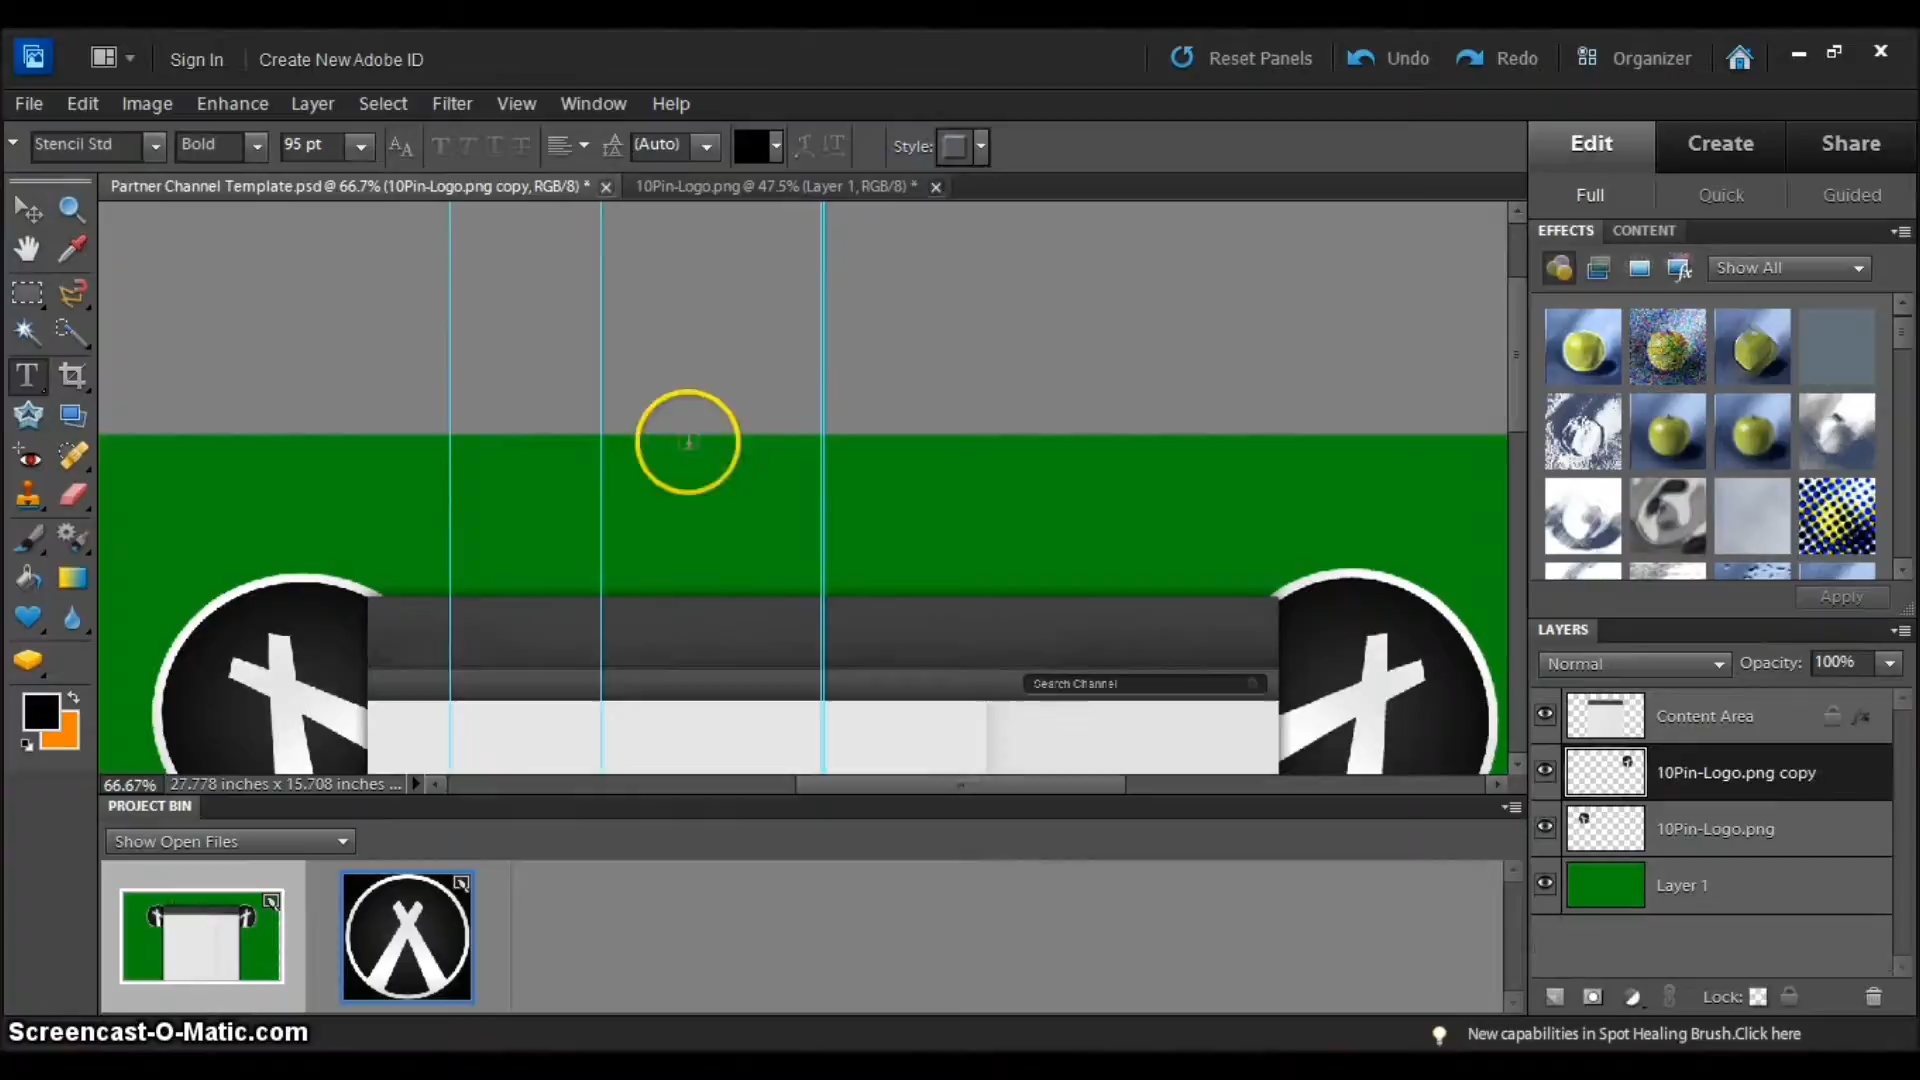 Sign In
Create New Adobe ID
Reset Panels
Undo
Redo
Organizer
File Edit Image Enhance Layer Select Filter View Window Help
Stencil Std
Bold
95 pt
(Auto)
Style:
Edit
Create
Share
Partner Channel Template.psd @ 66.7% (10Pin-Logo.png copy, RGB/8) *
10Pin-Logo.png @ 47.5% (Layer 1, RGB/8) *
Full
Quick
Guided
EFFECTS
CONTENT
Show All
Apply
LAYERS
Normal
Opacity: 100%
Search Channel
Content Area
10Pin-Logo.png copy
10Pin-Logo.png
Layer 1
66.67%
27.778 inches x 15.708 inches ...
PROJECT BIN
Show Open Files
Lock:
Screencast-O-Matic.com
New capabilities in Spot Healing Brush.Click here